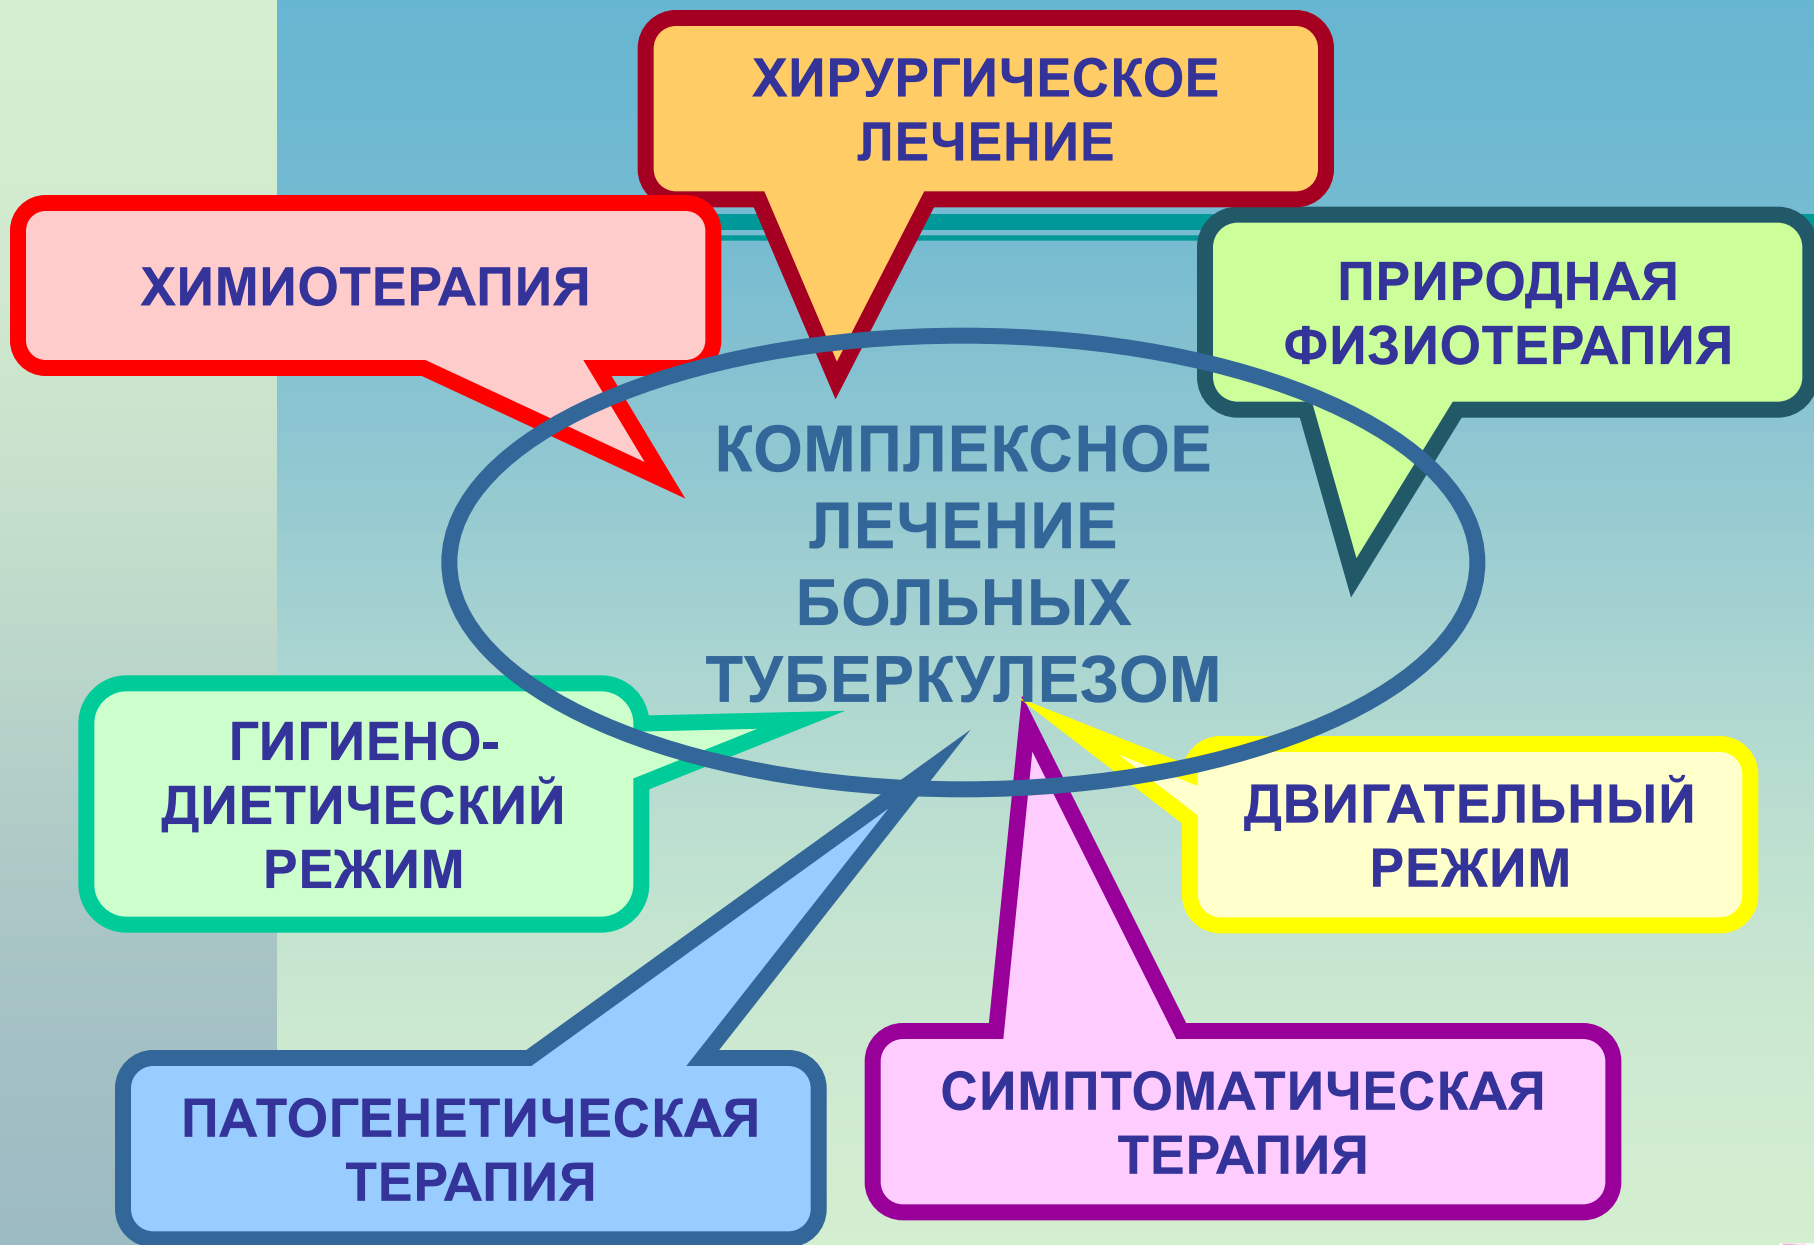 ХИРУРГИЧЕСКОЕ
ЛЕЧЕНИЕ
ХИМИОТЕРАПИЯ
ПРИРОДНАЯ
ФИЗИОТЕРАПИЯ
КОМПЛЕКСНОЕ
ЛЕЧЕНИЕ
БОЛЬНЫХ
ТУБЕРКУЛЕЗОМ
ГИГИЕНО-
ДИЕТИЧЕСКИЙ
РЕЖИМ
ДВИГАТЕЛЬНЫЙ
РЕЖИМ
ПАТОГЕНЕТИЧЕСКАЯ
ТЕРАПИЯ
СИМПТОМАТИЧЕСКАЯ
ТЕРАПИЯ